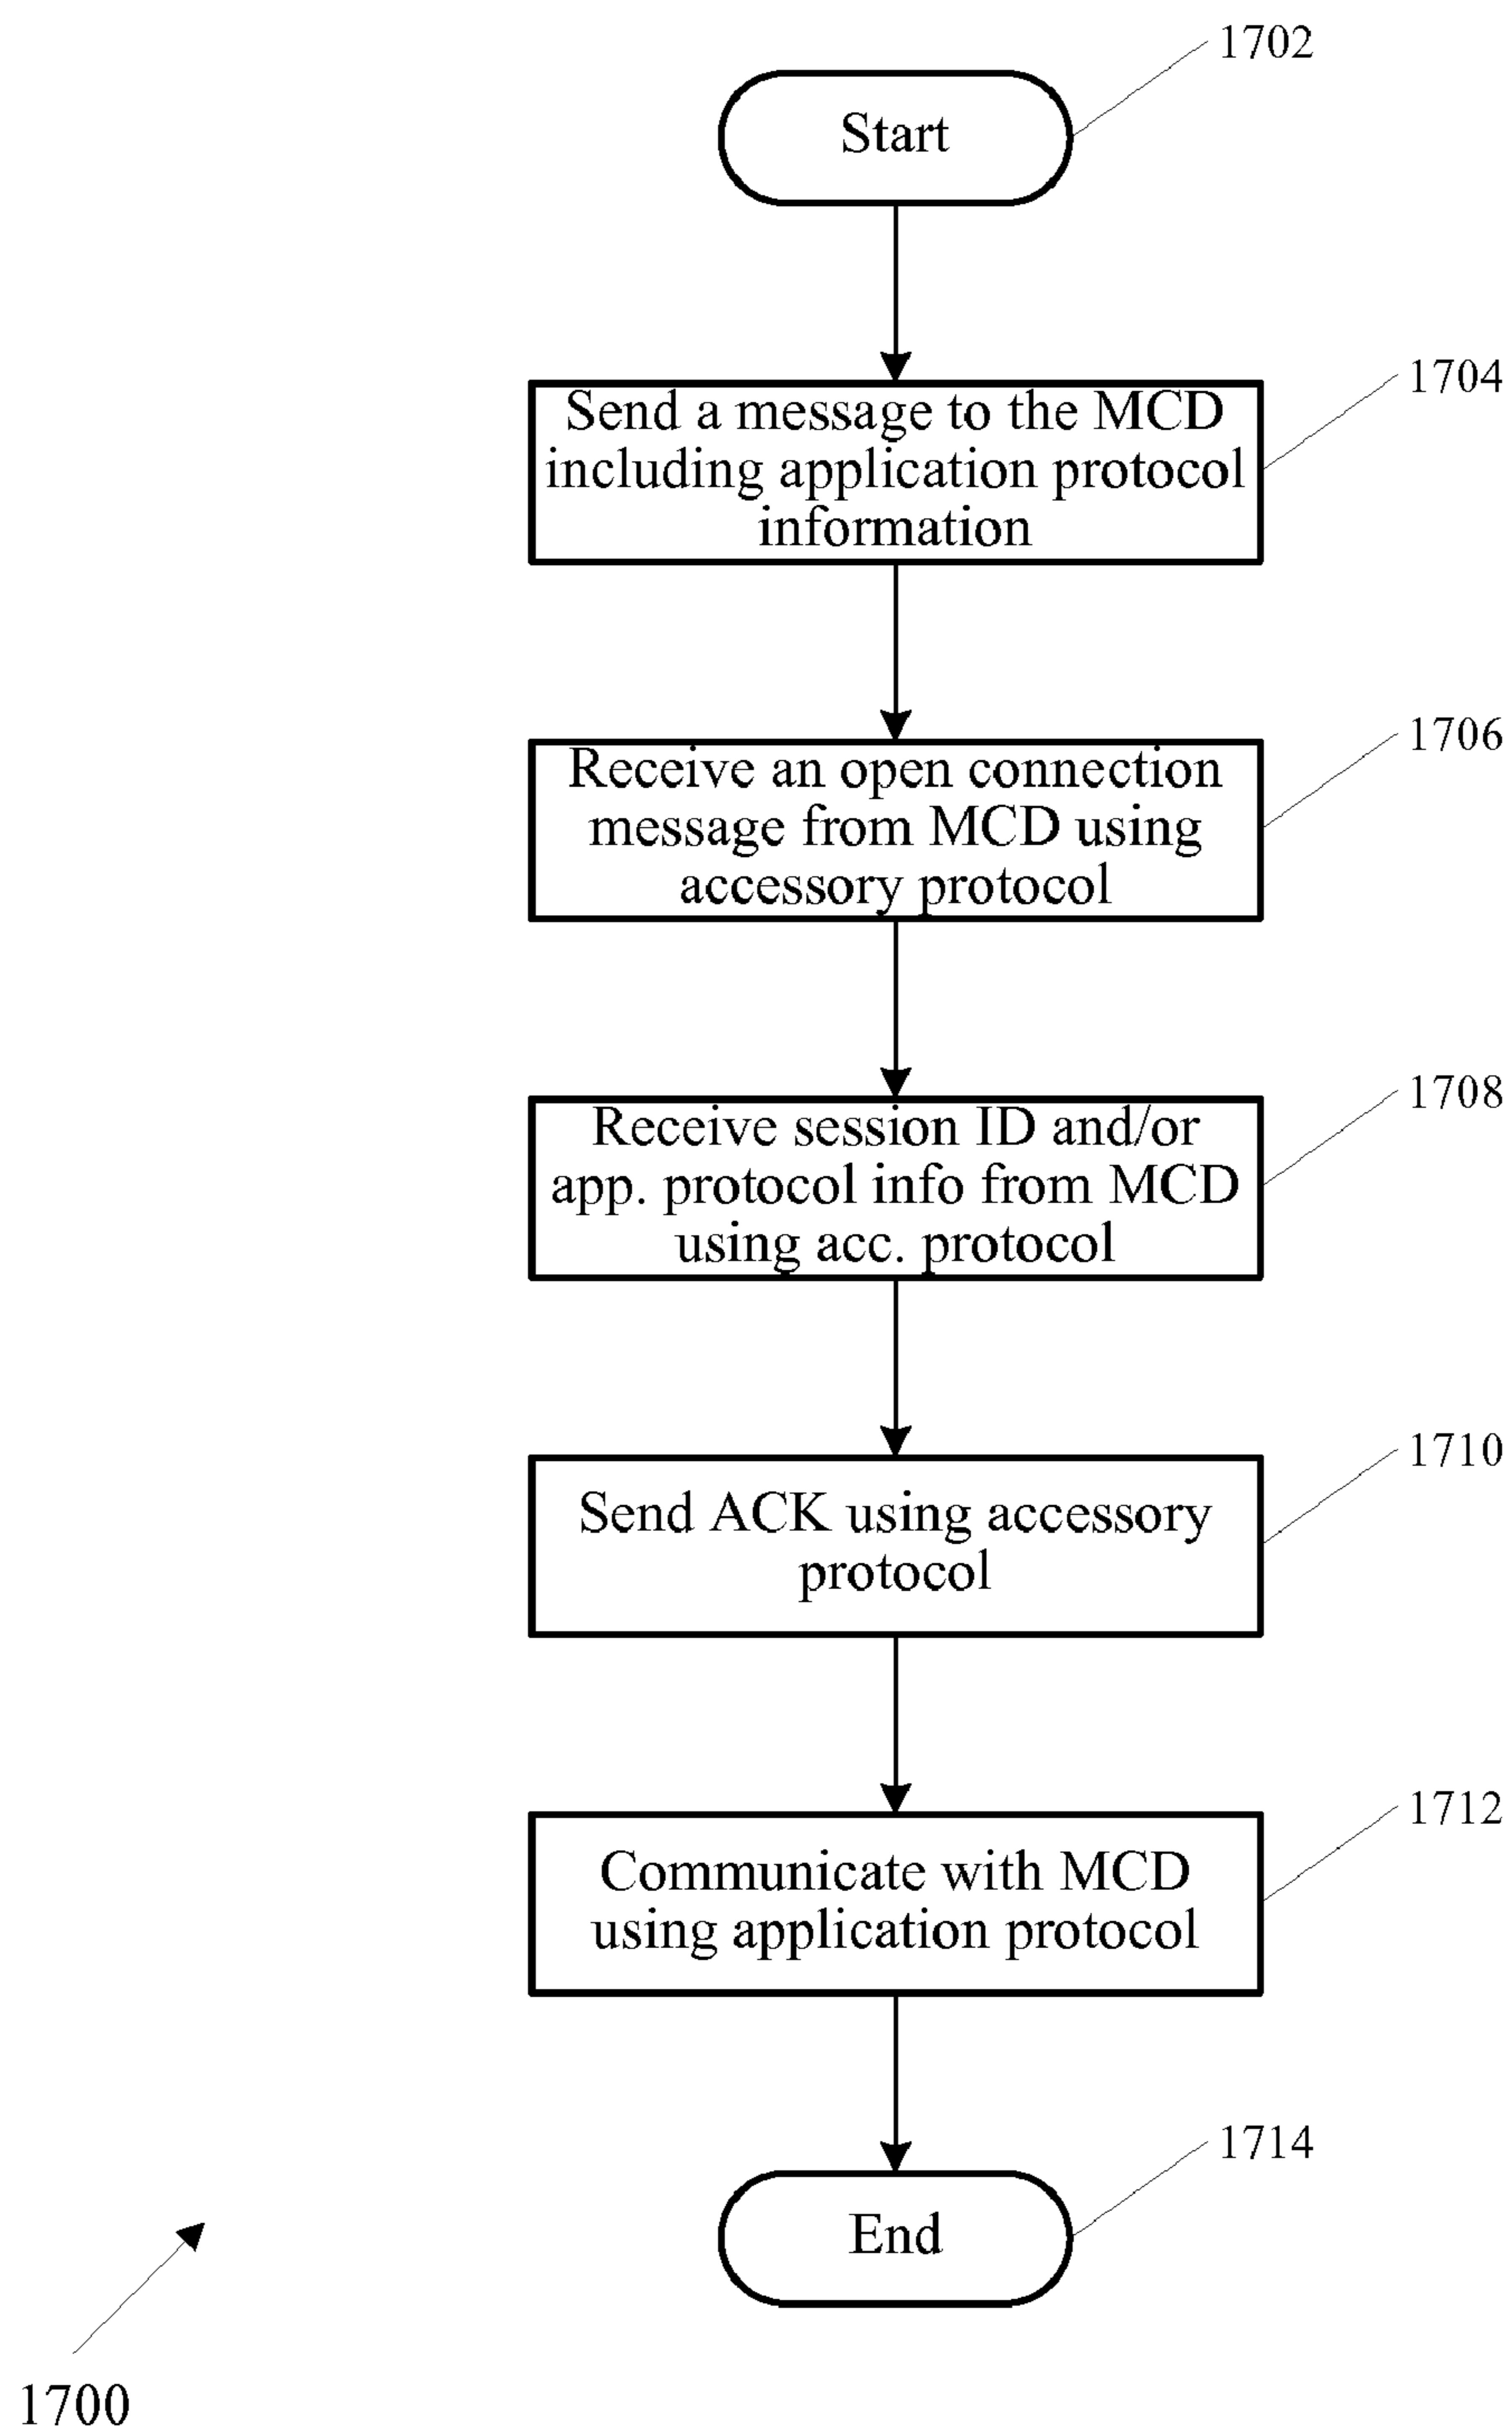 1702
Start
1704
Send a message to the MCD
including application protocol
information
1706
Receive an open connection
message from MCD using
accessory protocol
1708
Receive session ID and/or
app. protocol info from MCD
using acc. protocol
1710
Send ACK using accessory
protocol
1712
Communicate with MCD
using application protocol
1714
End
1700